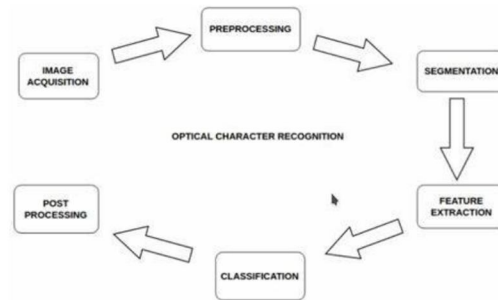 PREPROCESSING
IMAGE
ACQUISITION
SEGMENTATION
OPTICAL CHARACTER RECOGNITION
POST
PROCESSING
FEATURE
EXTRACTION
CLASSIFICATION